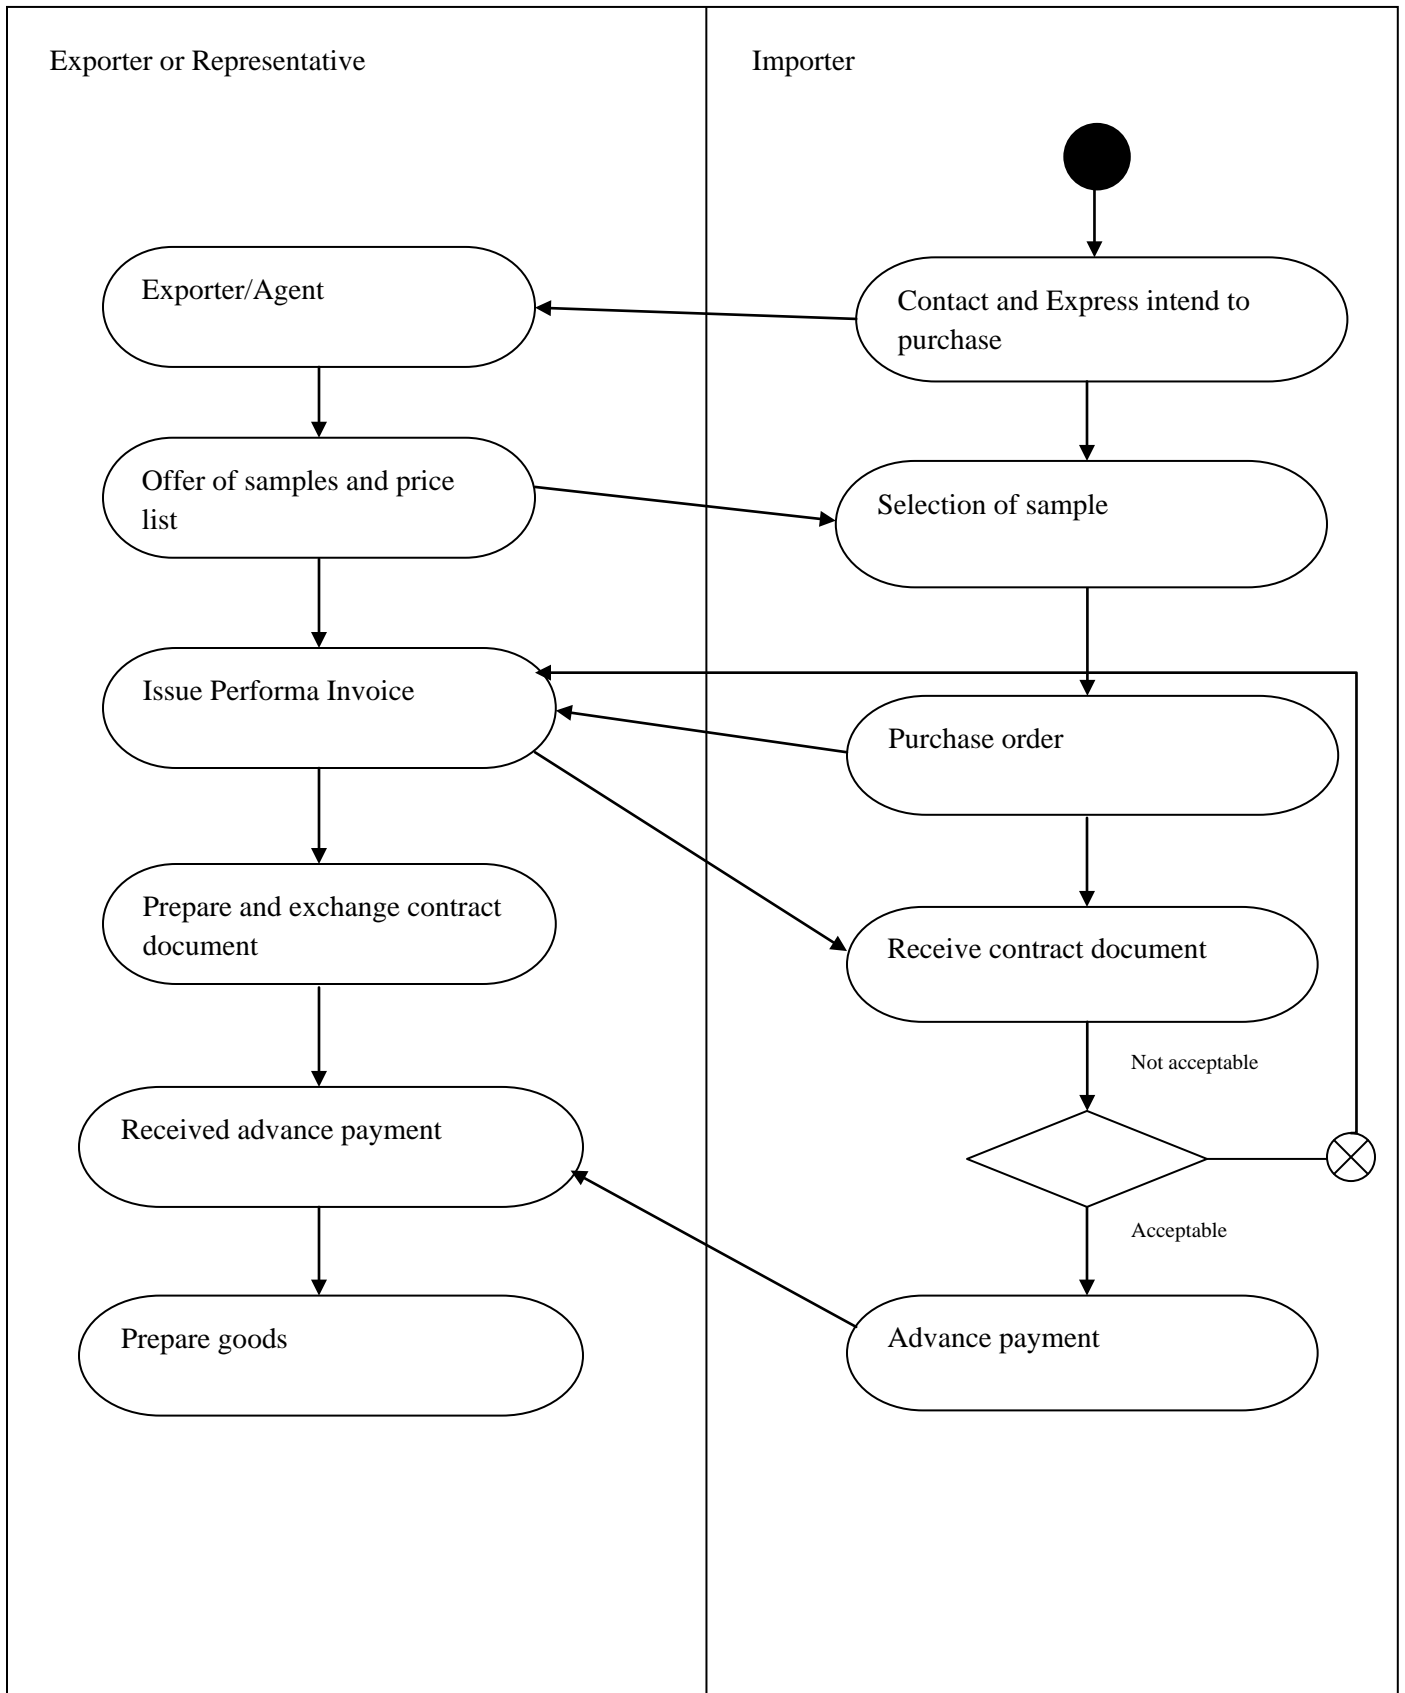 Exporter or Representative
Importer
Exporter/Agent
Contact and Express intend to
purchase
Offer of samples and price
list
Selection of sample
Issue Performa Invoice
Purchase order
Prepare and exchange contract
document
Receive contract document
Not acceptable
Received advance payment
Acceptable
Prepare goods
Advance payment